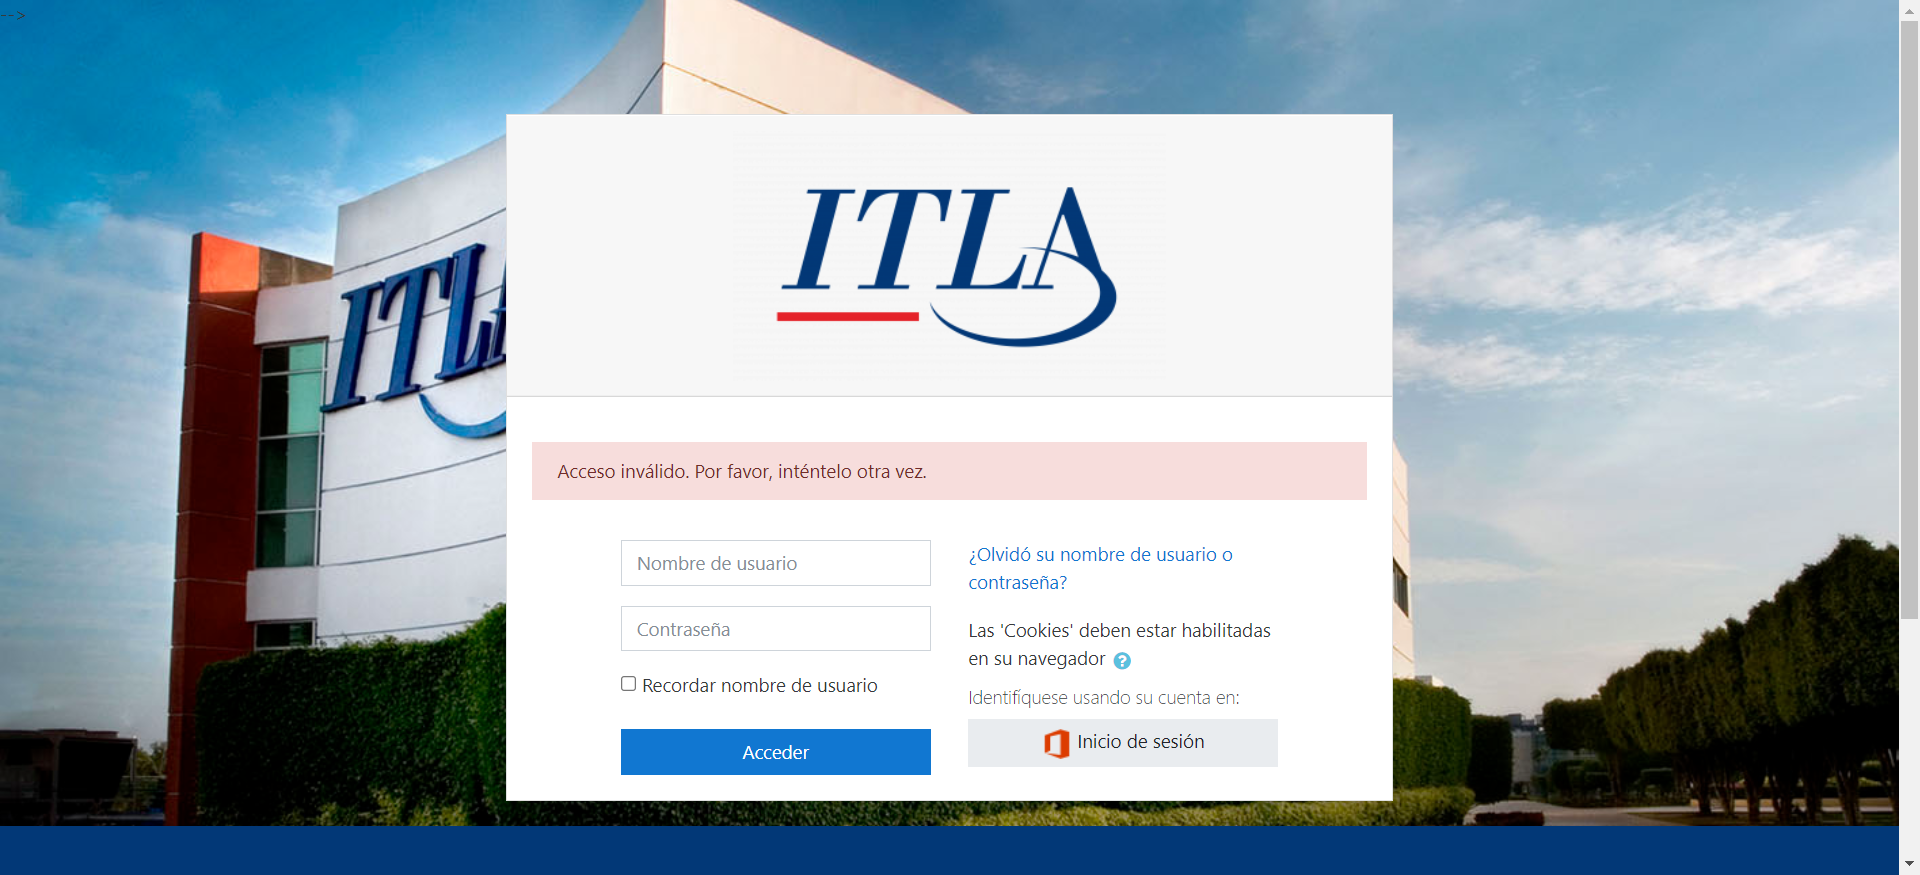 -->
ITLA
ITLA
Acceso inválido. Por favor, inténtelo otra vez.
Nombre de usuario
Contraseña
Recordar nombre de usuario
Acceder
¿Olvidó su nombre de usuario o
contraseña?
Las 'Cookies' deben estar habilitadas
en su navegador
?
Identifíquese usando su cuenta en:
Inicio de sesión